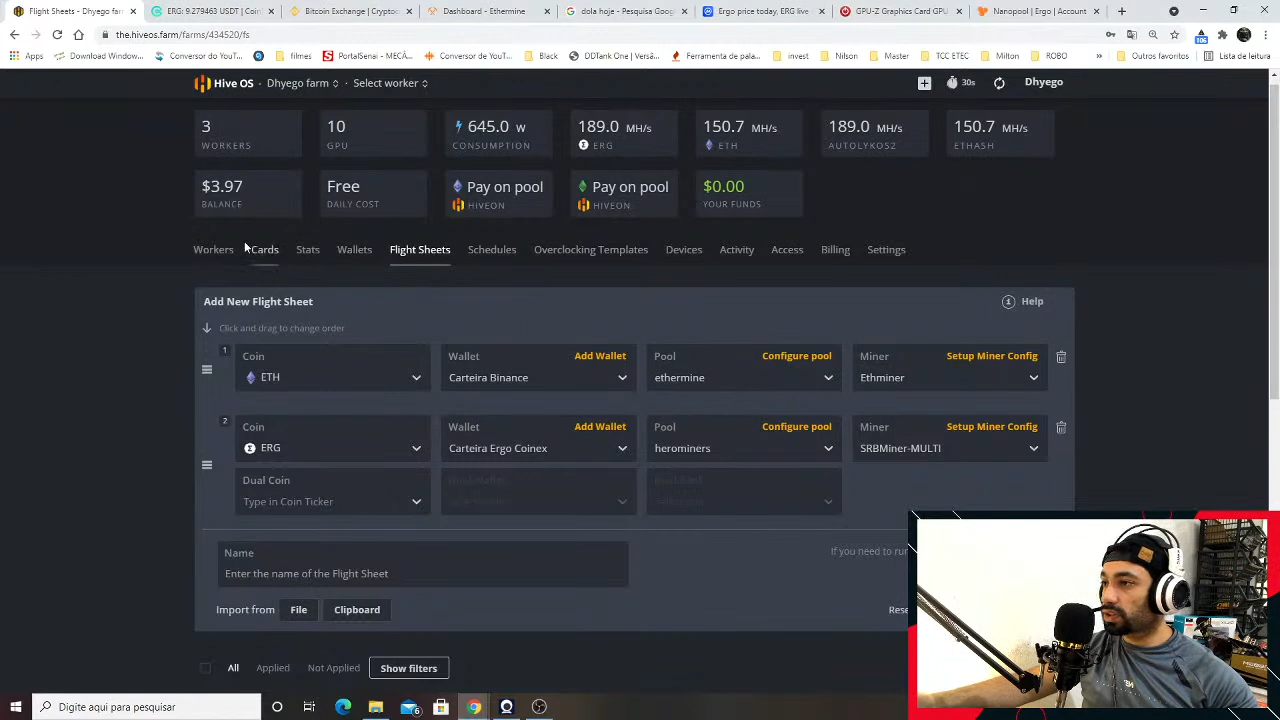 Flight Sheets - Dhyego farm
ERG: 9.279463 USDT | Coin
Bitcoin Exchange | Cryptoc
Dashboard - Ethermine
dola hoje - Pesquisa Goog
Ergo price today, ERG live
GPU-Z Graphics Card GPU
Nanopool | Ergo | Account
the.hiveos.farm/farms/434520/fs
106
Apps
Download Window...
Conversor de YouTu...
filmes
PortalSenai - MECÂ...
Conversor de YouT...
Black
DDTank One | Versã...
Ferramenta de letra...
invest
Nilson
Master
TCC ETEC
Milton
ROBO
»
Outros favoritos
Lista de leitura
Hive OS
Dhyego farm
Select worker
30s
Dhyego
3
WORKERS
10
GPU
645.0 W
CONSUMPTION
189.0 MH/s
ERG
150.7 MH/s
ETH
189.0 MH/s
AUTOLYKOS2
150.7 MH/s
ETHASH
$3.97
BALANCE
Free
DAILY COST
Pay on pool
HIVEON
Pay on pool
HIVEON
$0.00
YOUR FUNDS
Workers
Cards
Stats
Wallets
Flight Sheets
Schedules
Overclocking Templates
Devices
Activity
Access
Billing
Settings
Add New Flight Sheet
Help
Click and drag to change order
1
Coin
ETH
Wallet
Add Wallet
Carteira Binance
Pool
Configure pool
ethermine
Miner
Setup Miner Config
Ethminer
2
Coin
ERG
Wallet
Add Wallet
Carteira Ergo Coinex
Pool
Configure pool
herominers
Miner
Setup Miner Config
SRBMiner-MULTI
Dual Coin
Type in Coin Ticker
Name
Enter the name of the Flight Sheet
If you need to run
Import from
File
Clipboard
Rese
All
Applied
Not Applied
Show filters
Digite aqui para pesquisar
6